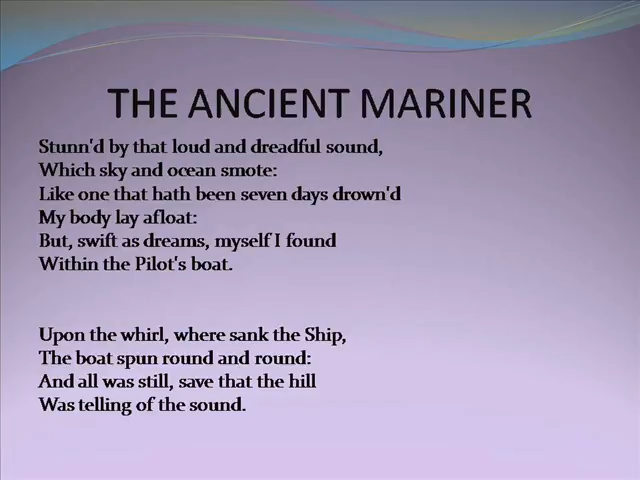 THE ANCIENT MARINER
Stunn'd by that loud and dreadful sound,
Which sky and ocean smote:
Like one that hath been seven days drown'd
My body lay afloat:
But, swift as dreams, myself I found
Within the Pilot's boat.
Upon the whirl, where sank the Ship,
The boat spun round and round:
And all was still, save that the hill
Was telling of the sound.